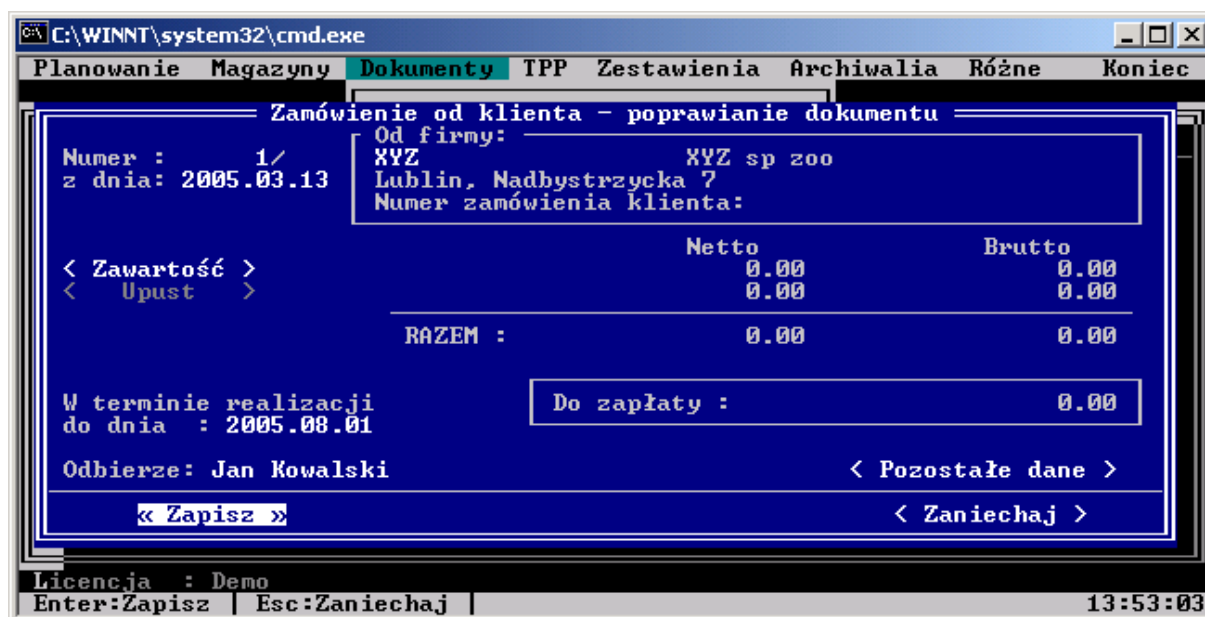 C:\WINNT\system32\cmd.exe
Planowanie Magazyny Dokumenty TPP Zestawienia Archiwalia Różne Koniec
Zamówienie od klienta - poprawianie dokumentu
Od firmy:
Numer : 1/ XYZ XYZ sp zoo
z dnia: 2005.03.13 Lublin, Nadbystrzycka 7
Numer zamówienia klienta:
Netto Brutto
< Zawartość > 0.00 0.00
< Upust > 0.00 0.00
RAZEM : 0.00 0.00
W terminie realizacji Do zapłaty : 0.00
do dnia : 2005.08.01
Odbierze: Jan Kowalski < Pozostałe dane >
« Zapisz » < Zaniechaj >
Licencja : Demo
Enter:Zapisz | Esc:Zaniechaj | 13:53:03